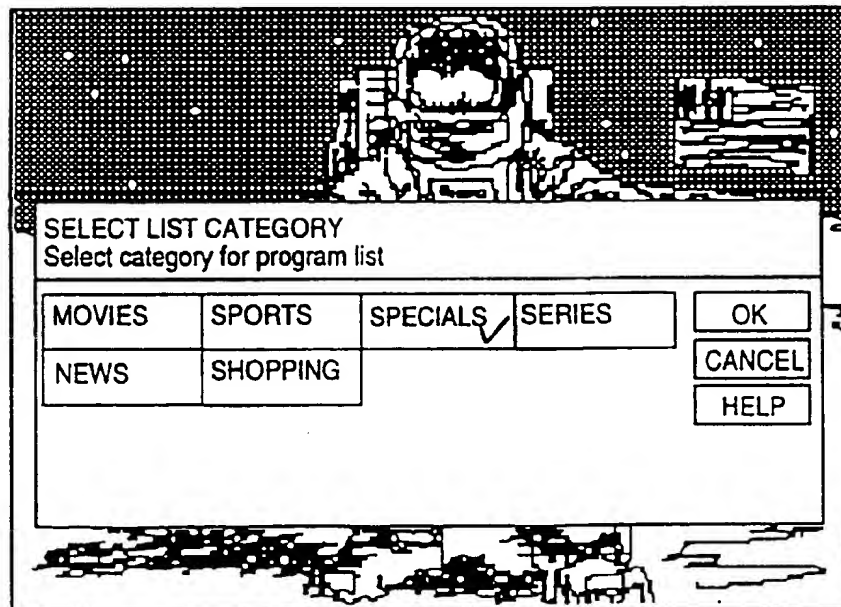 SELECT LIST CATEGORY
Select category for program list
MOVIES SPORTS SPECIALS SERIES OK
NEWS SHOPPING CANCEL
HELP